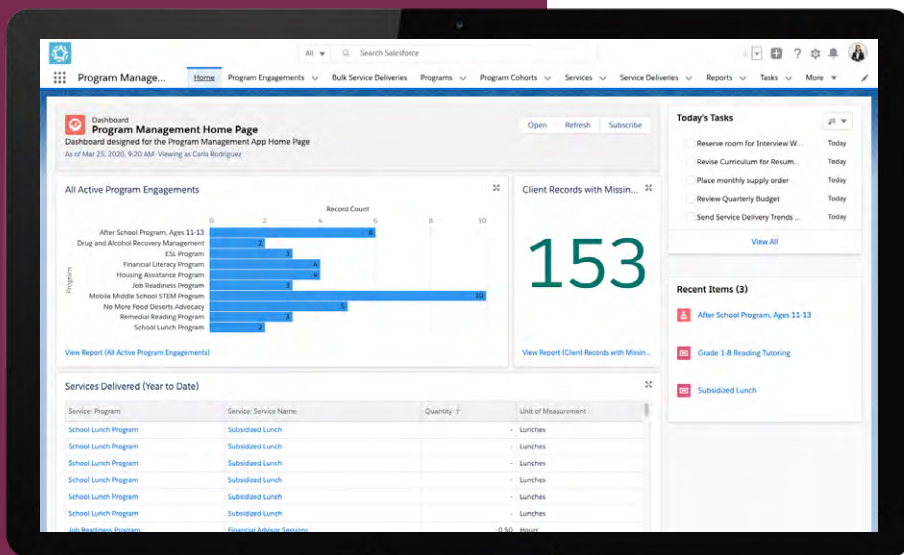 All
Search Salesforce
Program Manage...
Home
Program Engagements
Bulk Service Deliveries
Programs
Program Cohorts
Services
Service Deliveries
Reports
Tasks
More
Dashboard
Program Management Home Page
Dashboard designed for the Program Management App Home Page
As of Mar 25, 2020, 9:20 AM· Viewing as Carla Rodriguez
Open
Refresh
Subscribe
All Active Program Engagements
Record Count
0 2 4 6 8 10
Program
After School Program, Ages 11-13 6
Drug and Alcohol Recovery Management 2
ESL Program 3
Financial Literacy Program 4
Housing Assistance Program 4
Job Readiness Program 3
Mobile Middle School STEM Program 10
No More Food Deserts Advocacy 5
Remedial Reading Program 3
School Lunch Program 2
View Report (All Active Program Engagements)
Client Records with Missin...
153
View Report (Client Records with Missin...
Services Delivered (Year to Date)
Service: Program Service: Service Name Quantity ↑ Unit of Measurement
School Lunch Program Subsidized Lunch - Lunches
School Lunch Program Subsidized Lunch - Lunches
School Lunch Program Subsidized Lunch - Lunches
School Lunch Program Subsidized Lunch - Lunches
School Lunch Program Subsidized Lunch - Lunches
School Lunch Program Subsidized Lunch - Lunches
Job Readiness Program Financial Advisor Sessions 0.50 Hours
Today's Tasks
Reserve room for Interview W... Today
Revise Curriculum for Resum... Today
Place monthly supply order Today
Review Quarterly Budget Today
Send Service Delivery Trends ... Today
View All
Recent Items (3)
After School Program, Ages 11-13
Grade 1-8 Reading Tutoring
Subsidized Lunch